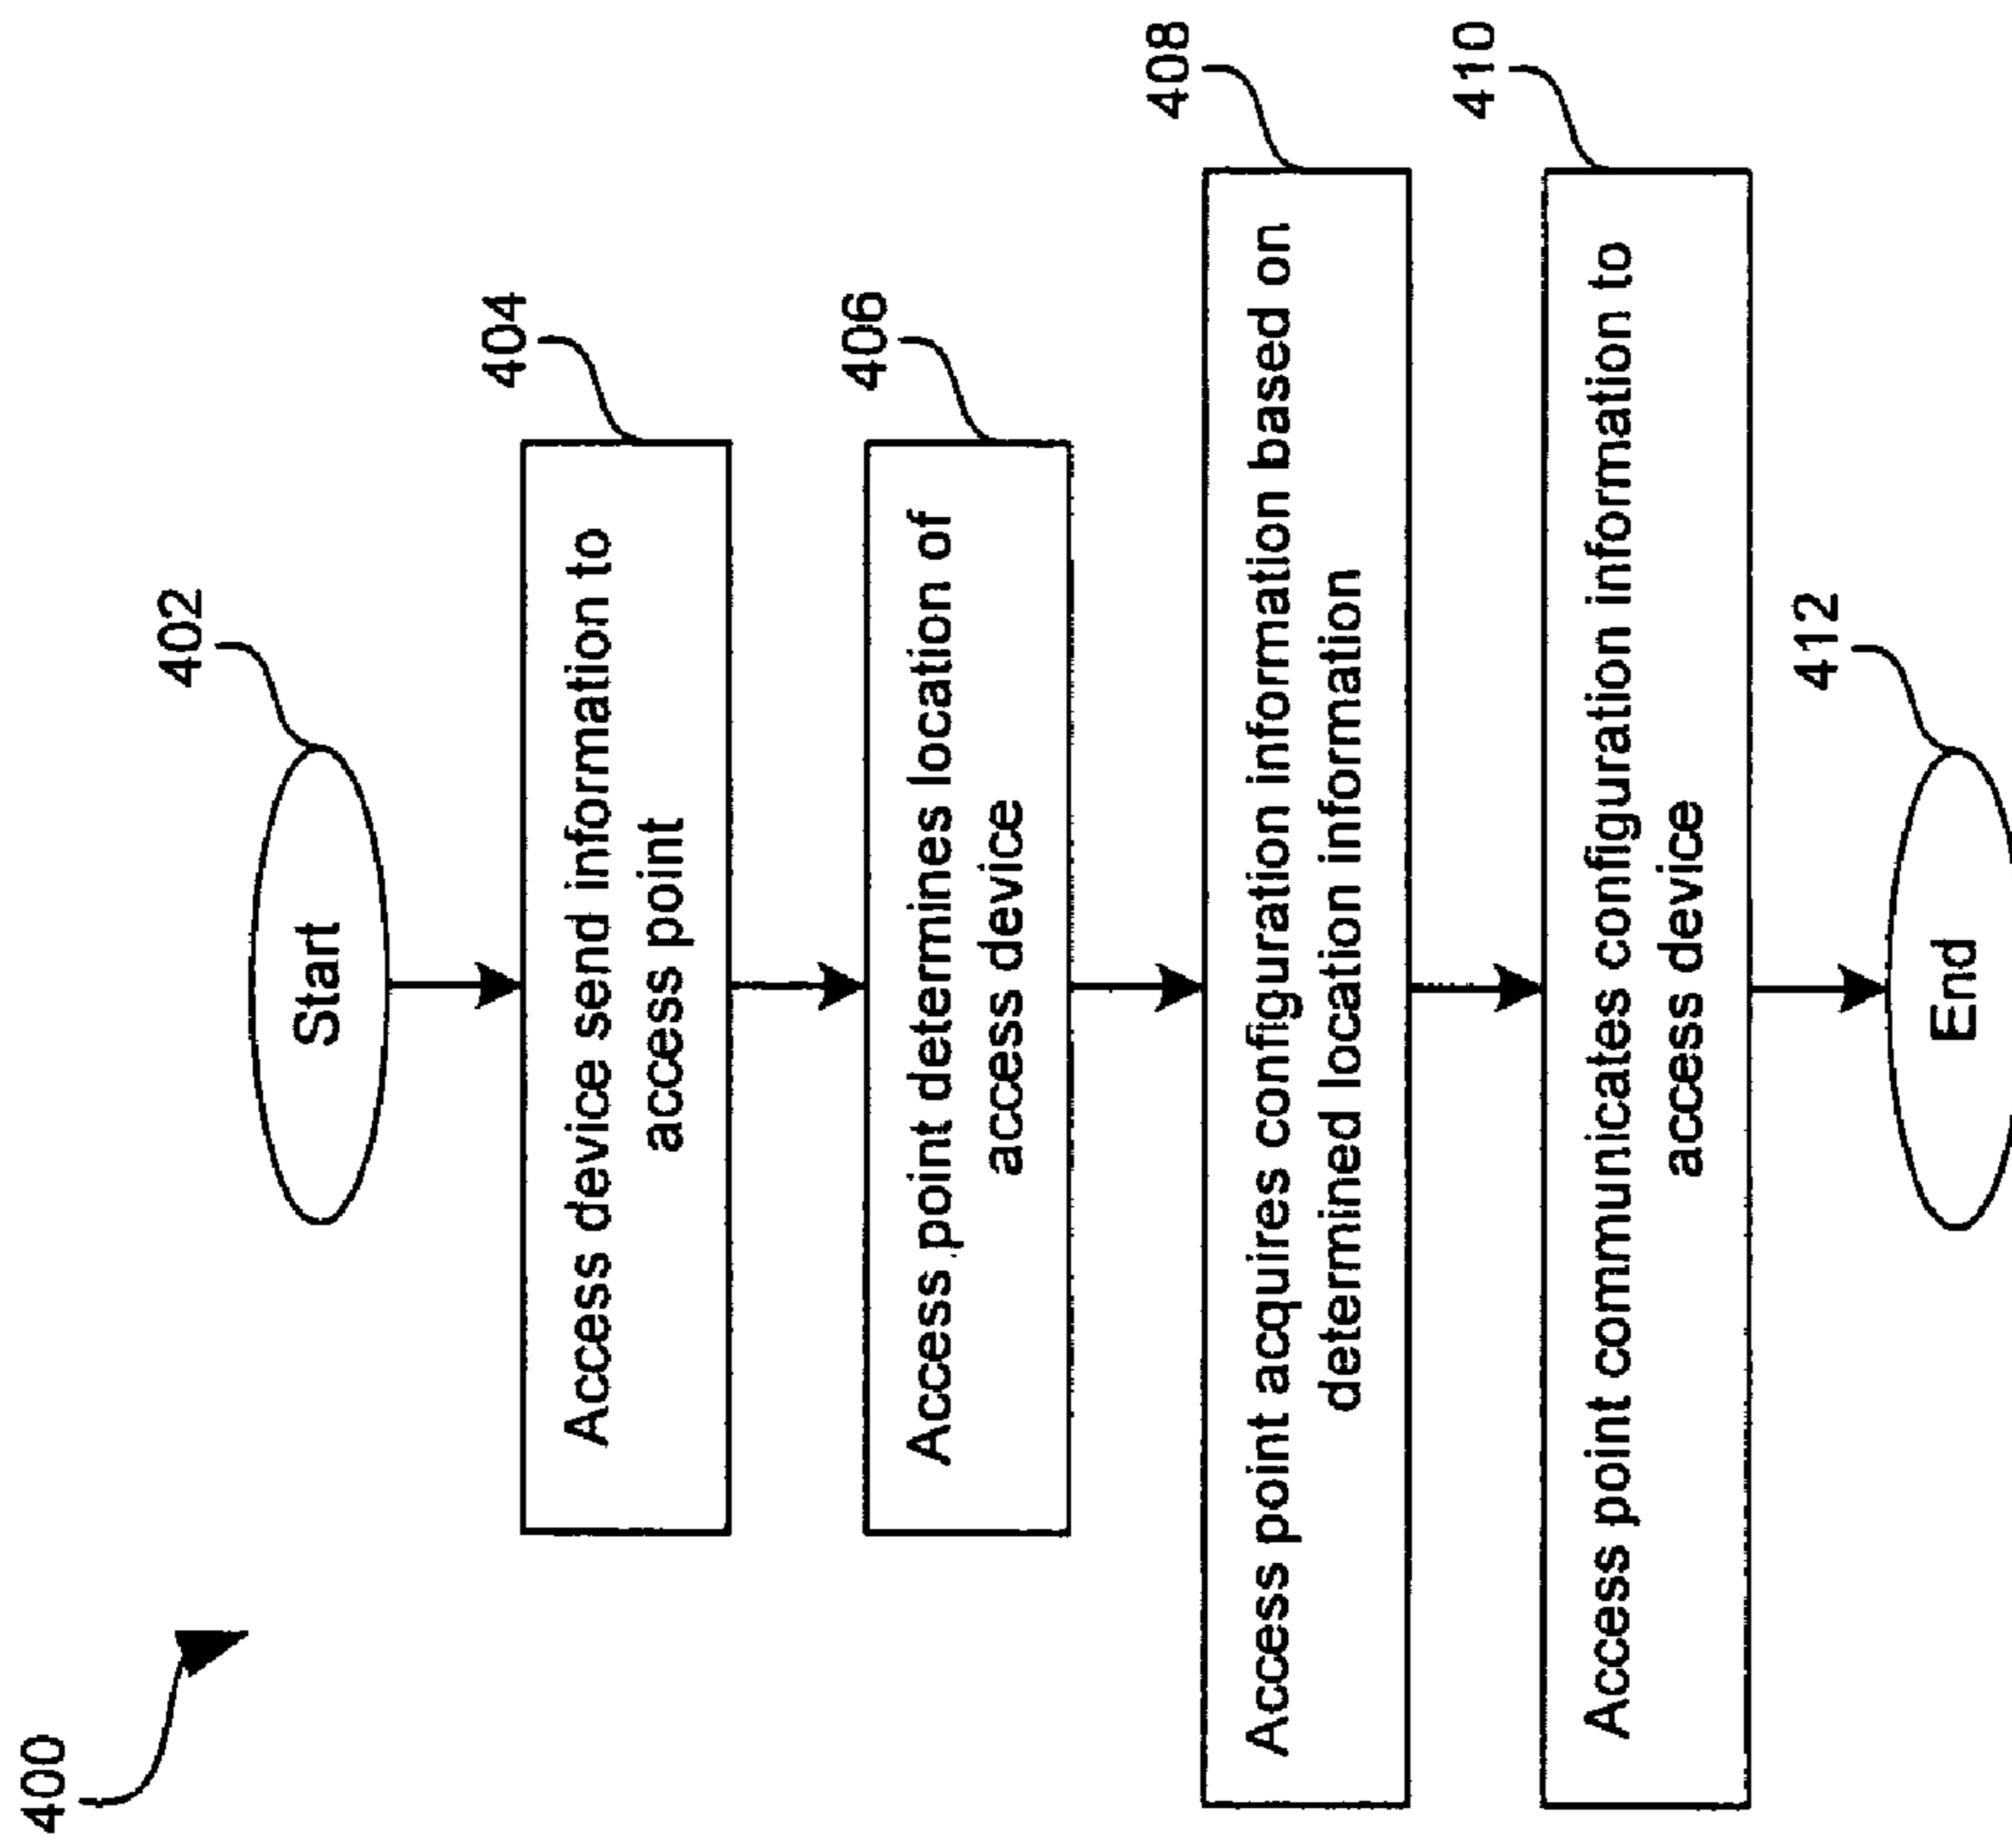 400
402
Start
404
Access device send information to
access point
406
Access point determines location of
access device
408
Access point acquires configuration information based on
determined location information
410
Access point communicates configuration information to
access device
412
End